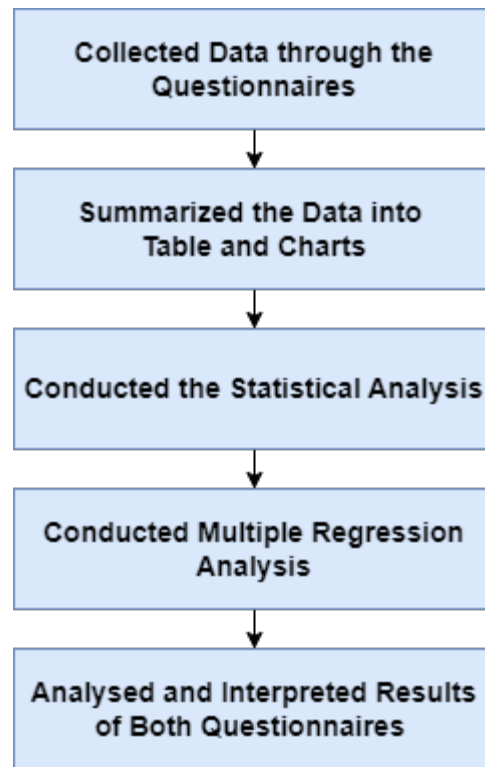 Collected Data through the
Questionnaires
Summarized the Data into
Table and Charts
Conducted the Statistical Analysis
Conducted Multiple Regression
Analysis
Analysed and Interpreted Results
of Both Questionnaires